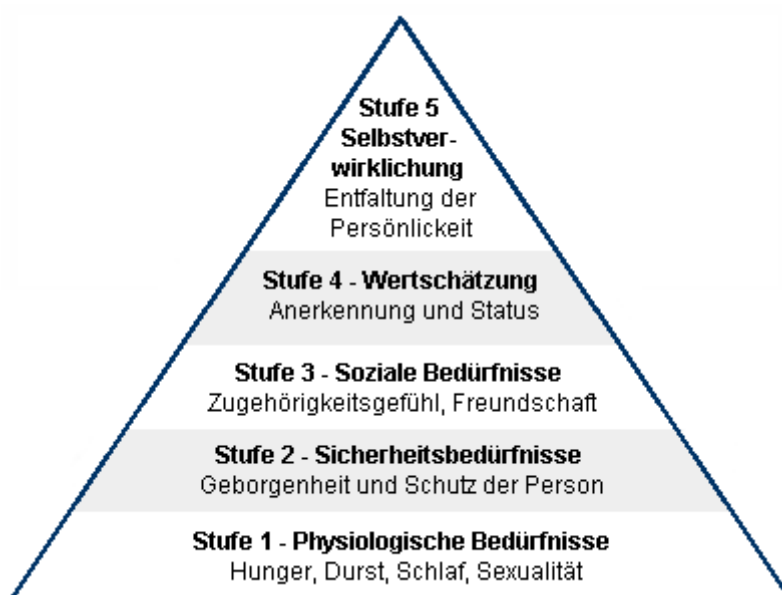 Stufe 5
Selbstver-
wirklichung
Entfaltung der
Persönlickeit
Stufe 4 - Wertschätzung
Anerkennung und Status
Stufe 3 - Soziale Bedürfnisse
Zugehörigkeitsgefühl, Freundschaft
Stufe 2 - Sicherheitsbedürfnisse
Geborgenheit und Schutz der Person
Stufe 1 - Physiologische Bedürfnisse
Hunger, Durst, Schlaf, Sexualität